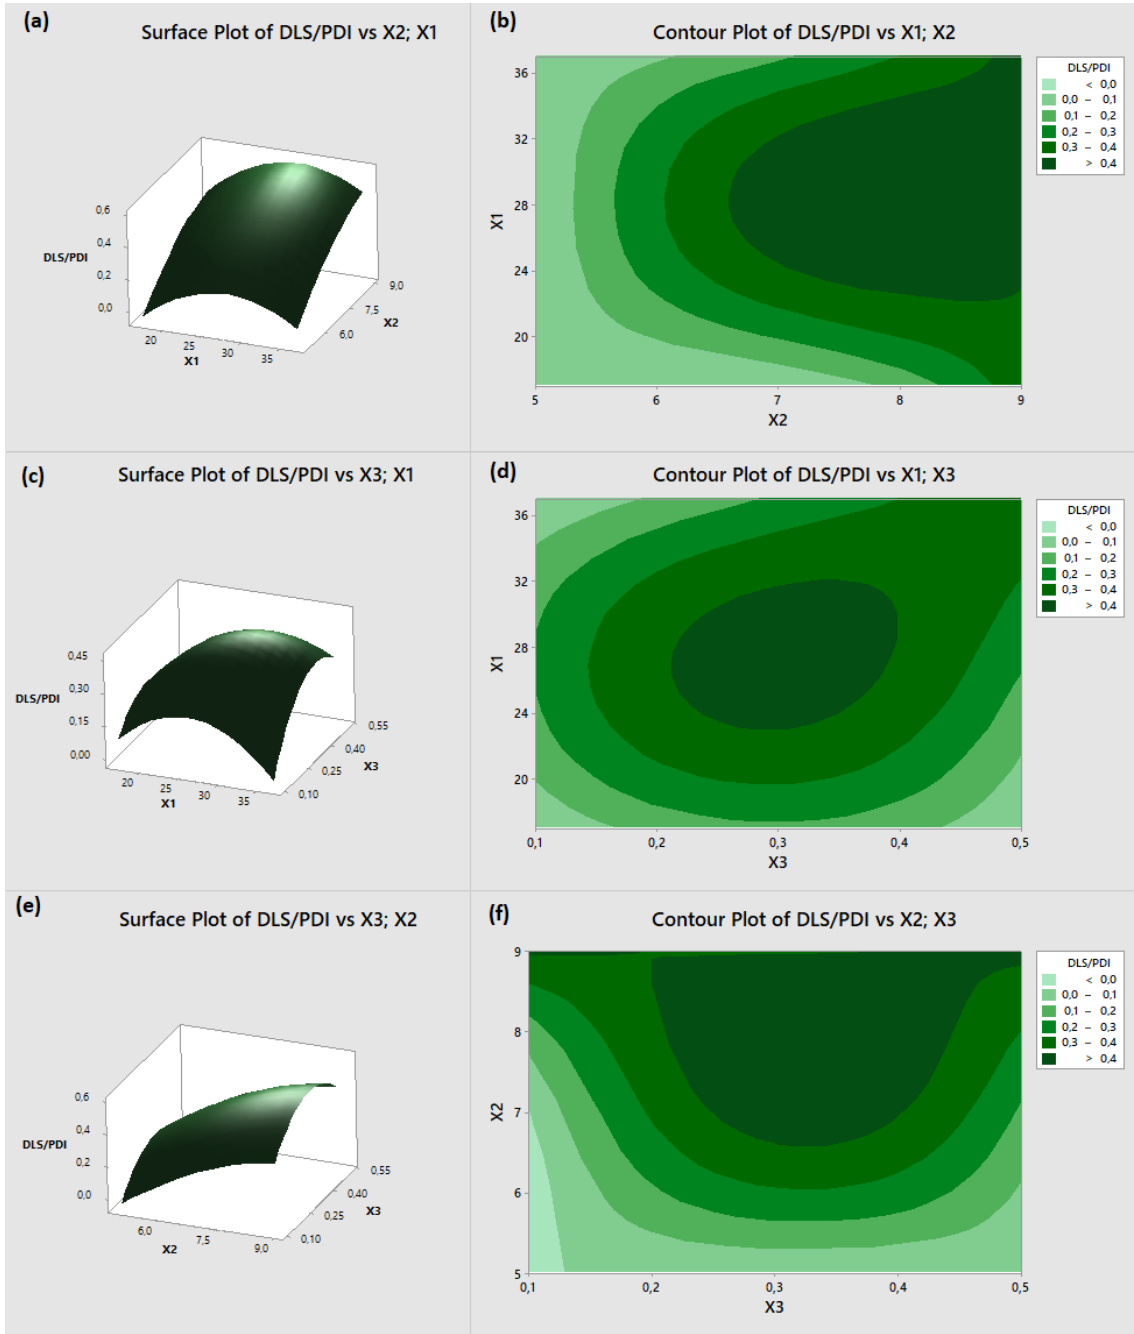 (a)
Surface Plot of DLS/PDI vs X2; X1
0,6
0,4
DLS/PDI
0,2
0,0
20 25 30 35
X1
9,0
7,5
X2
6,0
(b)
Contour Plot of DLS/PDI vs X1; X2
36
32
28
24
20
X1
5 6 7 8 9
X2
DLS/PDI
< 0,0
0,0 – 0,1
0,1 – 0,2
0,2 – 0,3
0,3 – 0,4
> 0,4
(c)
Surface Plot of DLS/PDI vs X3; X1
0,45
0,30
DLS/PDI
0,15
0,00
20 25 30 35
X1
0,55
0,40
X3
0,25
0,10
(d)
Contour Plot of DLS/PDI vs X1; X3
36
32
28
24
20
X1
0,1 0,2 0,3 0,4 0,5
X3
DLS/PDI
< 0,0
0,0 – 0,1
0,1 – 0,2
0,2 – 0,3
0,3 – 0,4
> 0,4
(e)
Surface Plot of DLS/PDI vs X3; X2
0,6
0,4
DLS/PDI
0,2
0,0
6,0 7,5 9,0
X2
0,55
0,40
X3
0,25
0,10
(f)
Contour Plot of DLS/PDI vs X2; X3
9
8
7
6
5
X2
0,1 0,2 0,3 0,4 0,5
X3
DLS/PDI
< 0,0
0,0 – 0,1
0,1 – 0,2
0,2 – 0,3
0,3 – 0,4
> 0,4